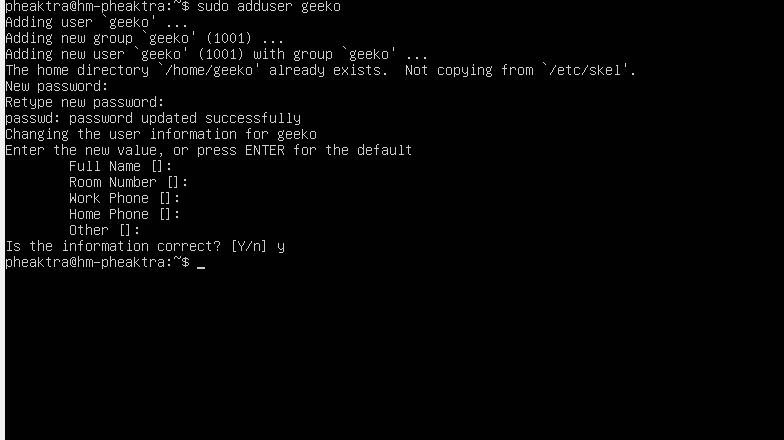 pheaktra@hm-pheaktra:~$ sudo adduser geeko
Adding user `geeko' ...
Adding new group `geeko' (1001) ...
Adding new user `geeko' (1001) with group `geeko' ...
The home directory `/home/geeko' already exists.  Not copying from `/etc/skel'.
New password:
Retype new password:
passwd: password updated successfully
Changing the user information for geeko
Enter the new value, or press ENTER for the default
        Full Name []:
        Room Number []:
        Work Phone []:
        Home Phone []:
        Other []:
Is the information correct? [Y/n] y
pheaktra@hm-pheaktra:~$ _